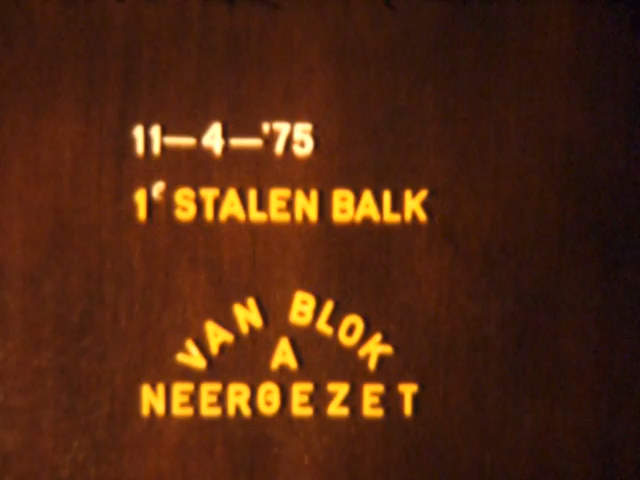 11-4-'75
1e STALEN BALK
VAN BLOK
A
NEERGEZET